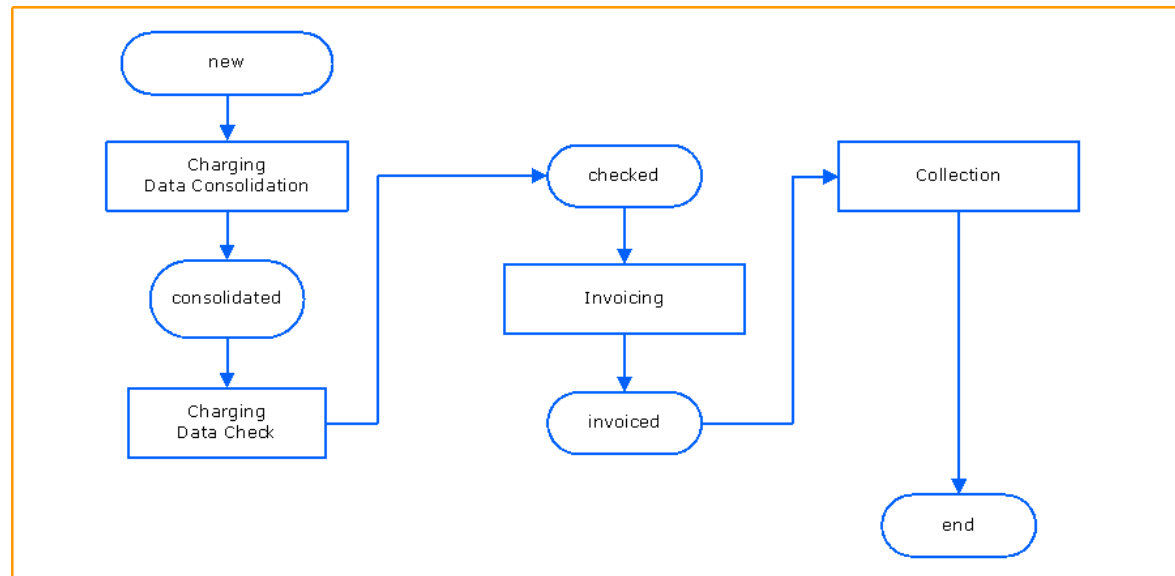 new
Charging
Data Consolidation
consolidated
Charging
Data Check
checked
Invoicing
invoiced
Collection
end